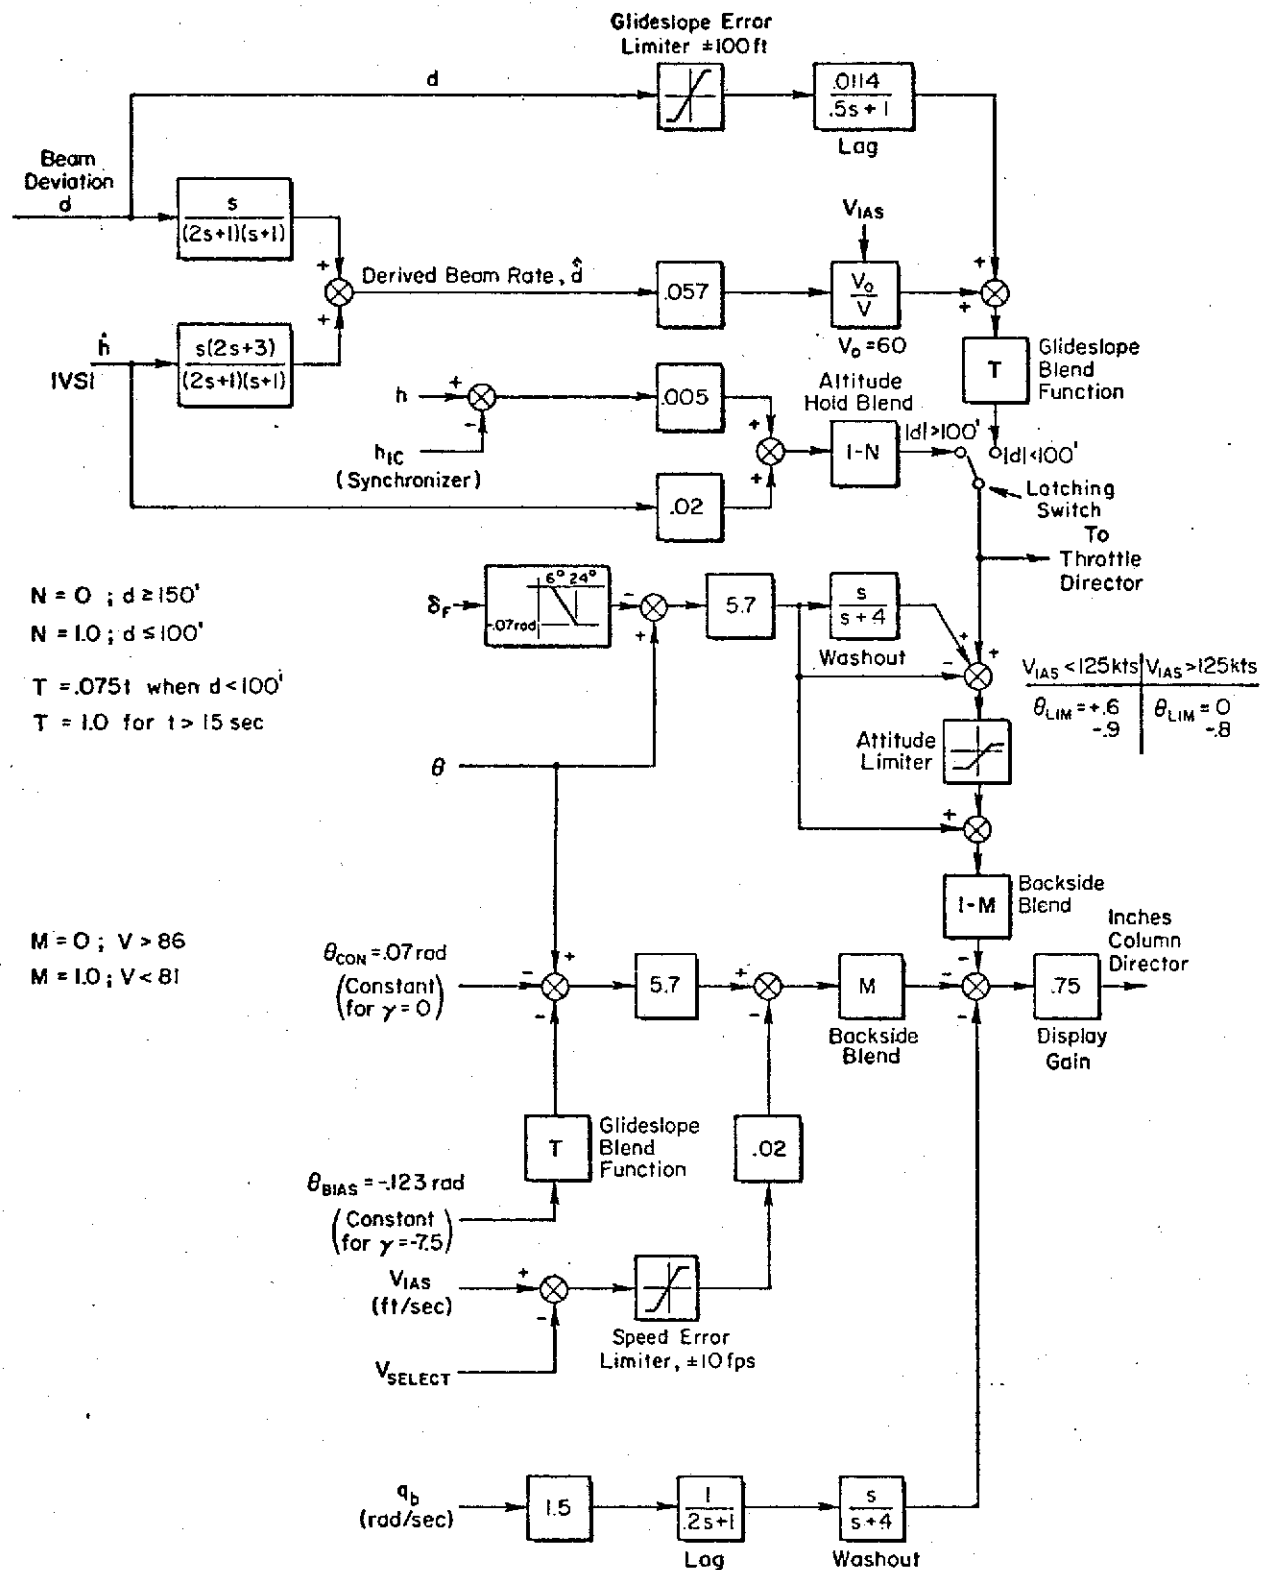 Glideslope Error
Limiter ±100 ft
d
.0114
.5s + 1
Lag
Beam
Deviation
d
s
(2s+1)(s+1)
V_IAS
+
+
Derived Beam Rate, d̂
.057
V_o
V
+
+
V_o = 60
ḣ
IVSI
s(2s+3)
(2s+1)(s+1)
T
Glideslope
Blend
Function
h
+
-
.005
Altitude
Hold Blend
h_IC
(Synchronizer)
+
+
1-N
|d| >100'
|d| <100'
Latching
Switch
.02
To
Throttle
Director
N = 0 ; d ≥ 150'
N = 1.0 ; d ≤ 100'
T = .075t when d < 100'
T = 1.0 for t > 15 sec
δ_F
6° 24°
-.07rad
-
+
5.7
s
s + 4
Washout
+
+
-
V_IAS < 125 kts
V_IAS > 125 kts
θ_LIM = +.6
-.9
θ_LIM = 0
-.8
Attitude
Limiter
θ
+
1-M
Backside
Blend
Inches
Column
Director
M = 0 ; V > 86
M = 1.0 ; V < 81
θ_CON = .07 rad
(Constant
for γ = 0)
+
-
-
5.7
+
-
M
Backside
Blend
-
-
-
.75
Display
Gain
T
Glideslope
Blend
Function
.02
θ_BIAS = -.123 rad
(Constant
for γ = -7.5)
V_IAS
(ft/sec)
+
-
Speed Error
Limiter, ±10 fps
V_SELECT
q_b
(rad/sec)
1.5
1
.2s+1
Lag
s
s+4
Washout